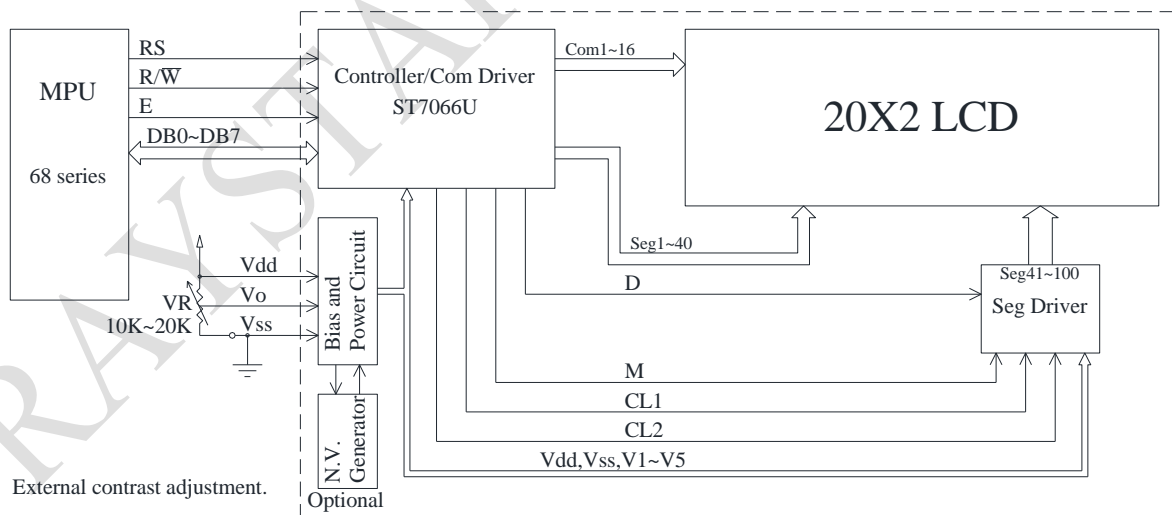 RS
R/W̅
E
DB0~DB7
MPU
68 series
Controller/Com Driver
ST7066U
Com1~16
20X2 LCD
Seg1~40
Seg41~100
Seg Driver
D
M
CL1
CL2
Vdd,Vss,V1~V5
Vdd
Vo
Vss
VR
10K~20K
Bias and
Power Circuit
N.V.
Generator
Optional
External contrast adjustment.
RAYSTA